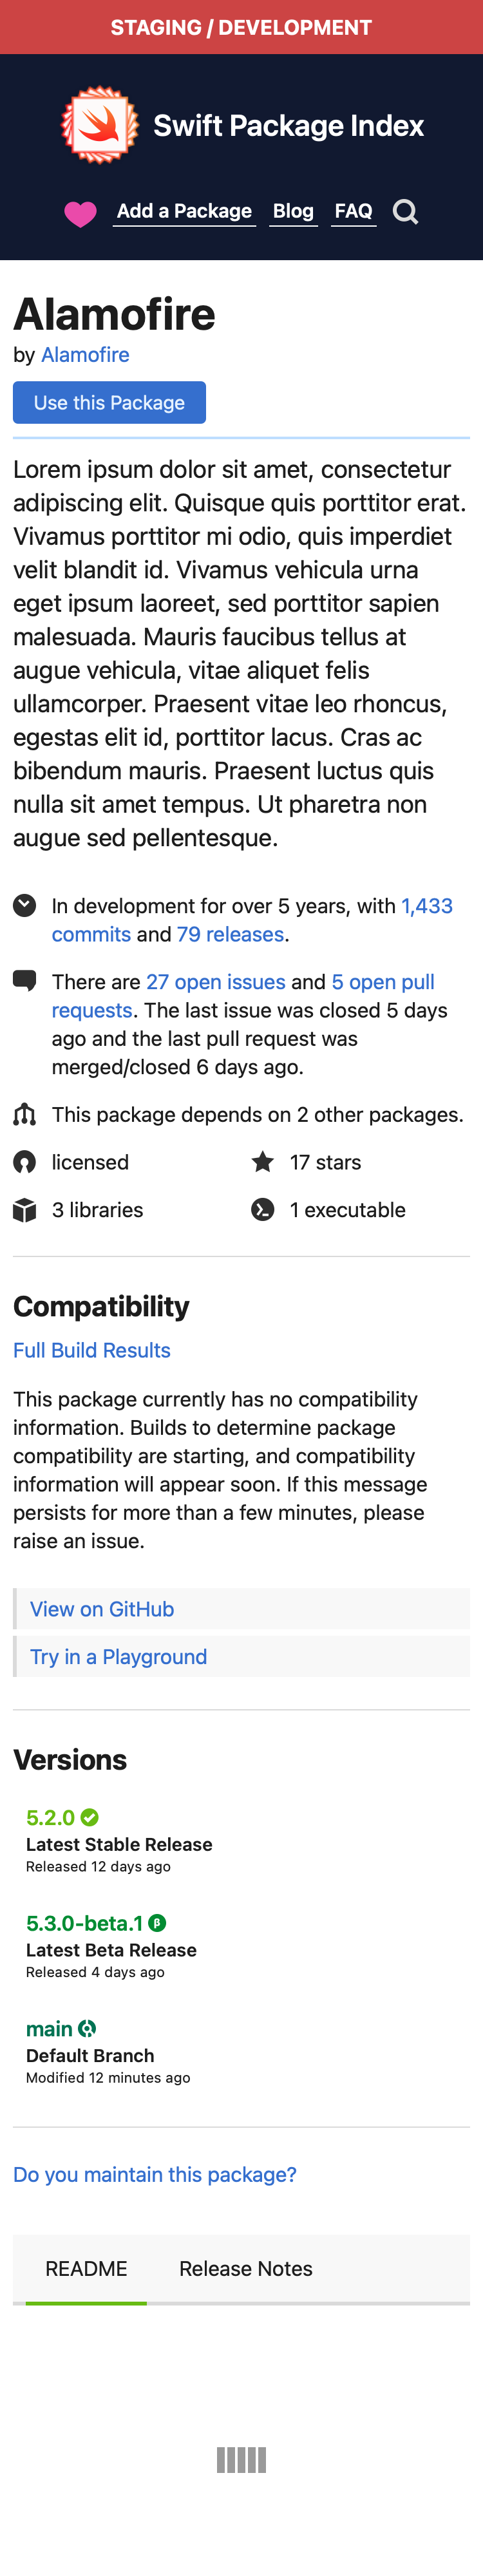 STAGING / DEVELOPMENT
Swift Package Index
Add a Package Blog FAQ
Alamofire
by Alamofire
Use this Package
Lorem ipsum dolor sit amet, consectetur
adipiscing elit. Quisque quis porttitor erat.
Vivamus porttitor mi odio, quis imperdiet
velit blandit id. Vivamus vehicula urna
eget ipsum laoreet, sed porttitor sapien
malesuada. Mauris faucibus tellus at
augue vehicula, vitae aliquet felis
ullamcorper. Praesent vitae leo rhoncus,
egestas elit id, porttitor lacus. Cras ac
bibendum mauris. Praesent luctus quis
nulla sit amet tempus. Ut pharetra non
augue sed pellentesque.
In development for over 5 years, with 1,433
commits and 79 releases.
There are 27 open issues and 5 open pull
requests. The last issue was closed 5 days
ago and the last pull request was
merged/closed 6 days ago.
This package depends on 2 other packages.
licensed 17 stars
3 libraries 1 executable
Compatibility
Full Build Results
This package currently has no compatibility
information. Builds to determine package
compatibility are starting, and compatibility
information will appear soon. If this message
persists for more than a few minutes, please
raise an issue.
View on GitHub
Try in a Playground
Versions
5.2.0
Latest Stable Release
Released 12 days ago
5.3.0-beta.1 β
Latest Beta Release
Released 4 days ago
main
Default Branch
Modified 12 minutes ago
Do you maintain this package?
README Release Notes